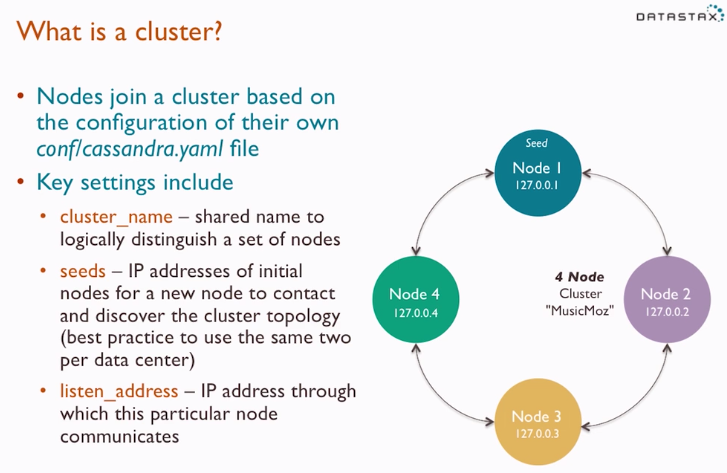 DATASTAX
What is a cluster?
• Nodes join a cluster based on
the configuration of their own
conf/cassandra.yaml file
• Key settings include
• cluster_name – shared name to
logically distinguish a set of nodes
• seeds – IP addresses of initial
nodes for a new node to contact
and discover the cluster topology
(best practice to use the same two
per data center)
• listen_address – IP address through
which this particular node
communicates
Seed
Node 1
127.0.0.1
Node 4
127.0.0.4
4 Node
Cluster
"MusicMoz"
Node 2
127.0.0.2
Node 3
127.0.0.3